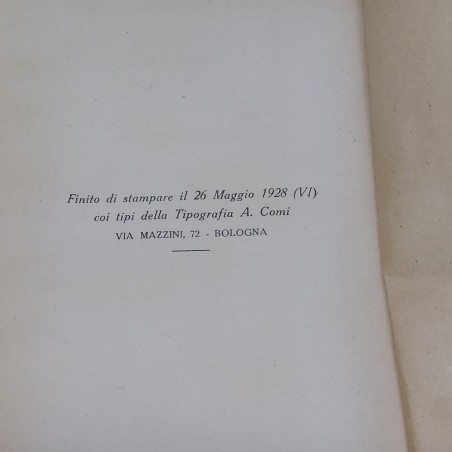 Finito di stampare il 26 Maggio 1928 (VI)
coi tipi della Tipografia A. Comi
VIA MAZZINI, 72 - BOLOGNA